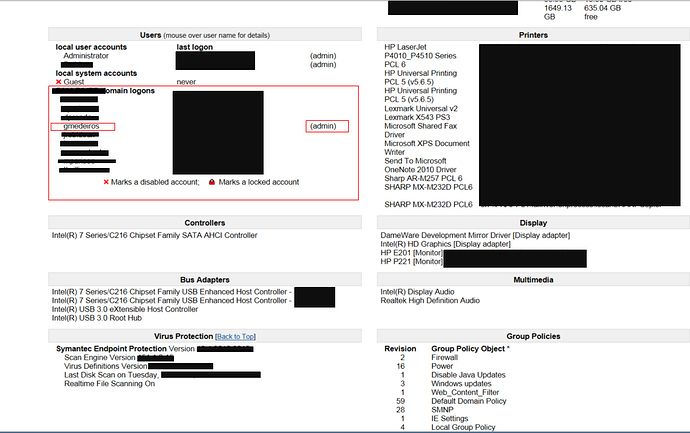 1649.13
GB
635.04 GB
free
Users (mouse over user name for details)
local user accounts last logon
Administrator (admin)
(admin)
local system accounts
✖ Guest never
omain logons
gmedeiros (admin)
✖ Marks a disabled account; 🔒 Marks a locked account
Printers
HP LaserJet
P4010_P4510 Series
PCL 6
HP Universal Printing
PCL 5 (v5.6.5)
HP Universal Printing
PCL 5 (v5.6.5)
Lexmark Universal v2
Lexmark X543 PS3
Microsoft Shared Fax
Driver
Microsoft XPS Document
Writer
Send To Microsoft
OneNote 2010 Driver
Sharp AR-M257 PCL 6
SHARP MX-M232D PCL6
SHARP MX-M232D PCL6
Controllers
Intel(R) 7 Series/C216 Chipset Family SATA AHCI Controller
Display
DameWare Development Mirror Driver [Display adapter]
Intel(R) HD Graphics [Display adapter]
HP E201 [Monitor]
HP P221 [Monitor]
Bus Adapters
Intel(R) 7 Series/C216 Chipset Family USB Enhanced Host Controller -
Intel(R) 7 Series/C216 Chipset Family USB Enhanced Host Controller -
Intel(R) USB 3.0 eXtensible Host Controller
Intel(R) USB 3.0 Root Hub
Multimedia
Intel(R) Display Audio
Realtek High Definition Audio
Virus Protection [Back to Top]
Symantec Endpoint Protection Version
Scan Engine Version
Virus Definitions Version
Last Disk Scan on Tuesday,
Realtime File Scanning On
Group Policies
Revision Group Policy Object *
2 Firewall
16 Power
1 Disable Java Updates
3 Windows updates
1 Web_Content_Filter
59 Default Domain Policy
28 SMNP
1 IE Settings
4 Local Group Policy